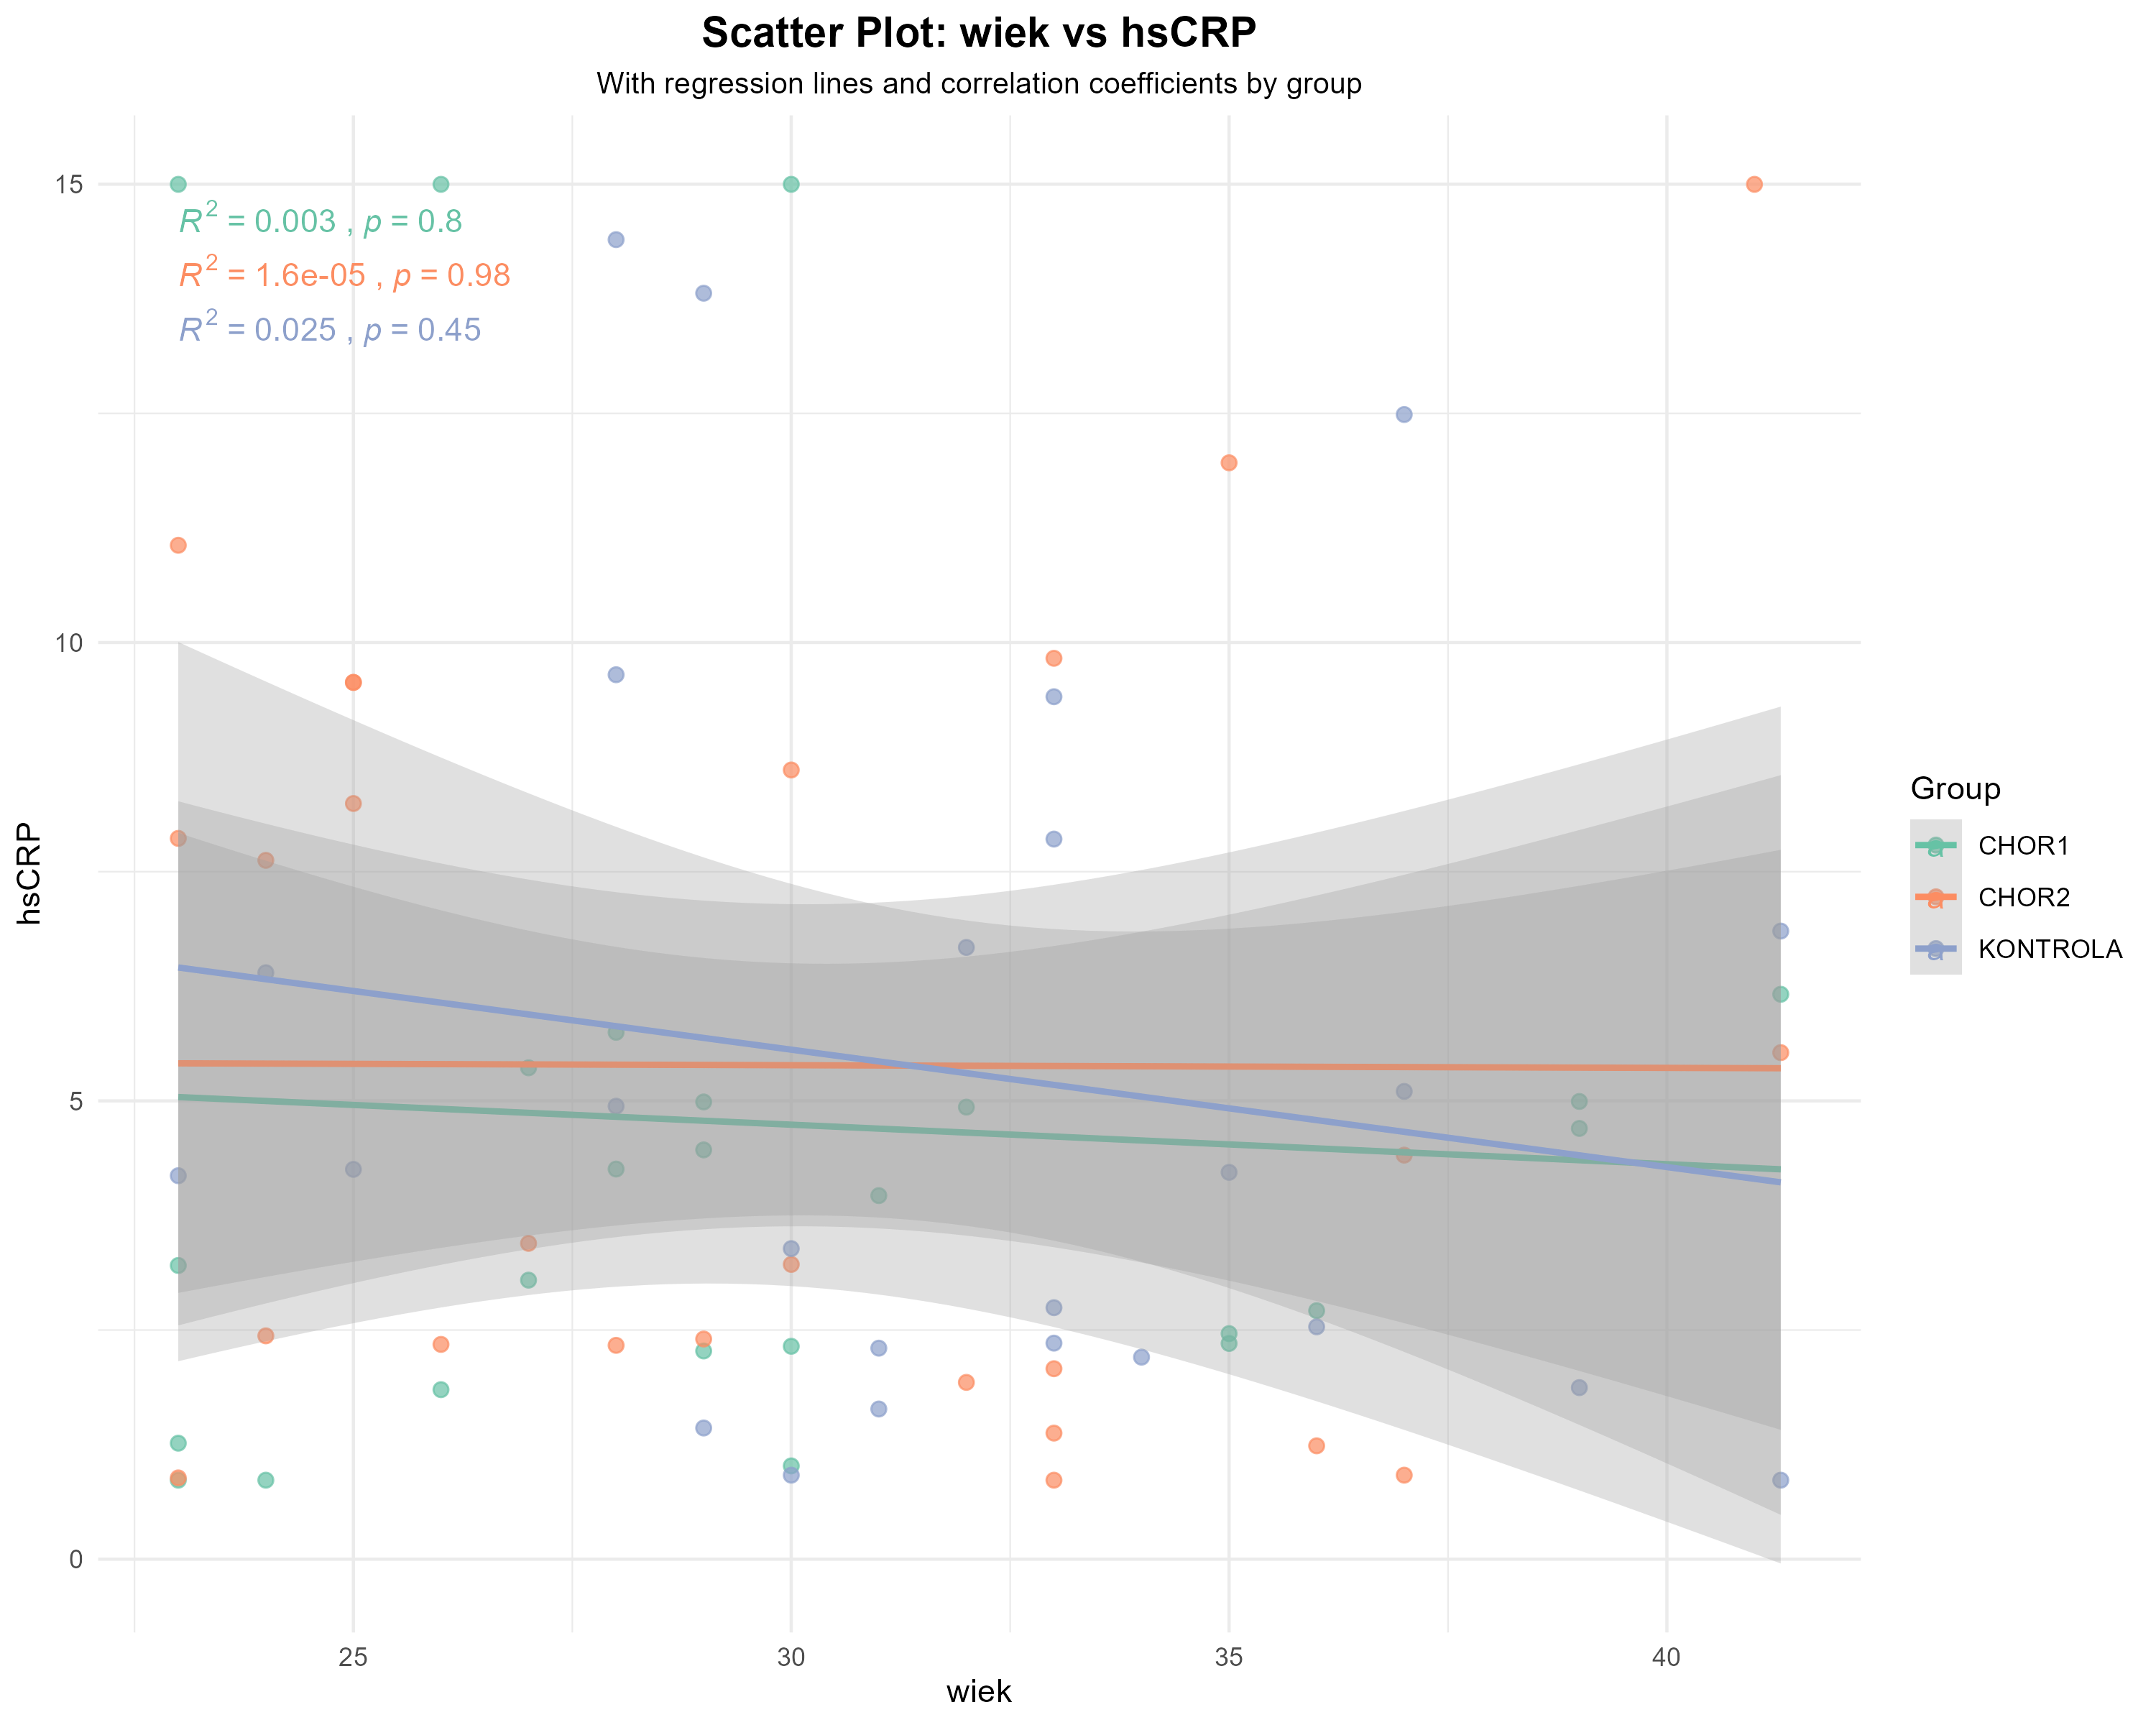 Scatter Plot: wiek vs hsCRP
With regression lines and correlation coefficients by group
15
R² = 0.003 , p = 0.8
R² = 1.6e-05 , p = 0.98
R² = 0.025 , p = 0.45
10
hsCRP
5
0
25 30 35 40
wiek
Group
a CHOR1
a CHOR2
a KONTROLA